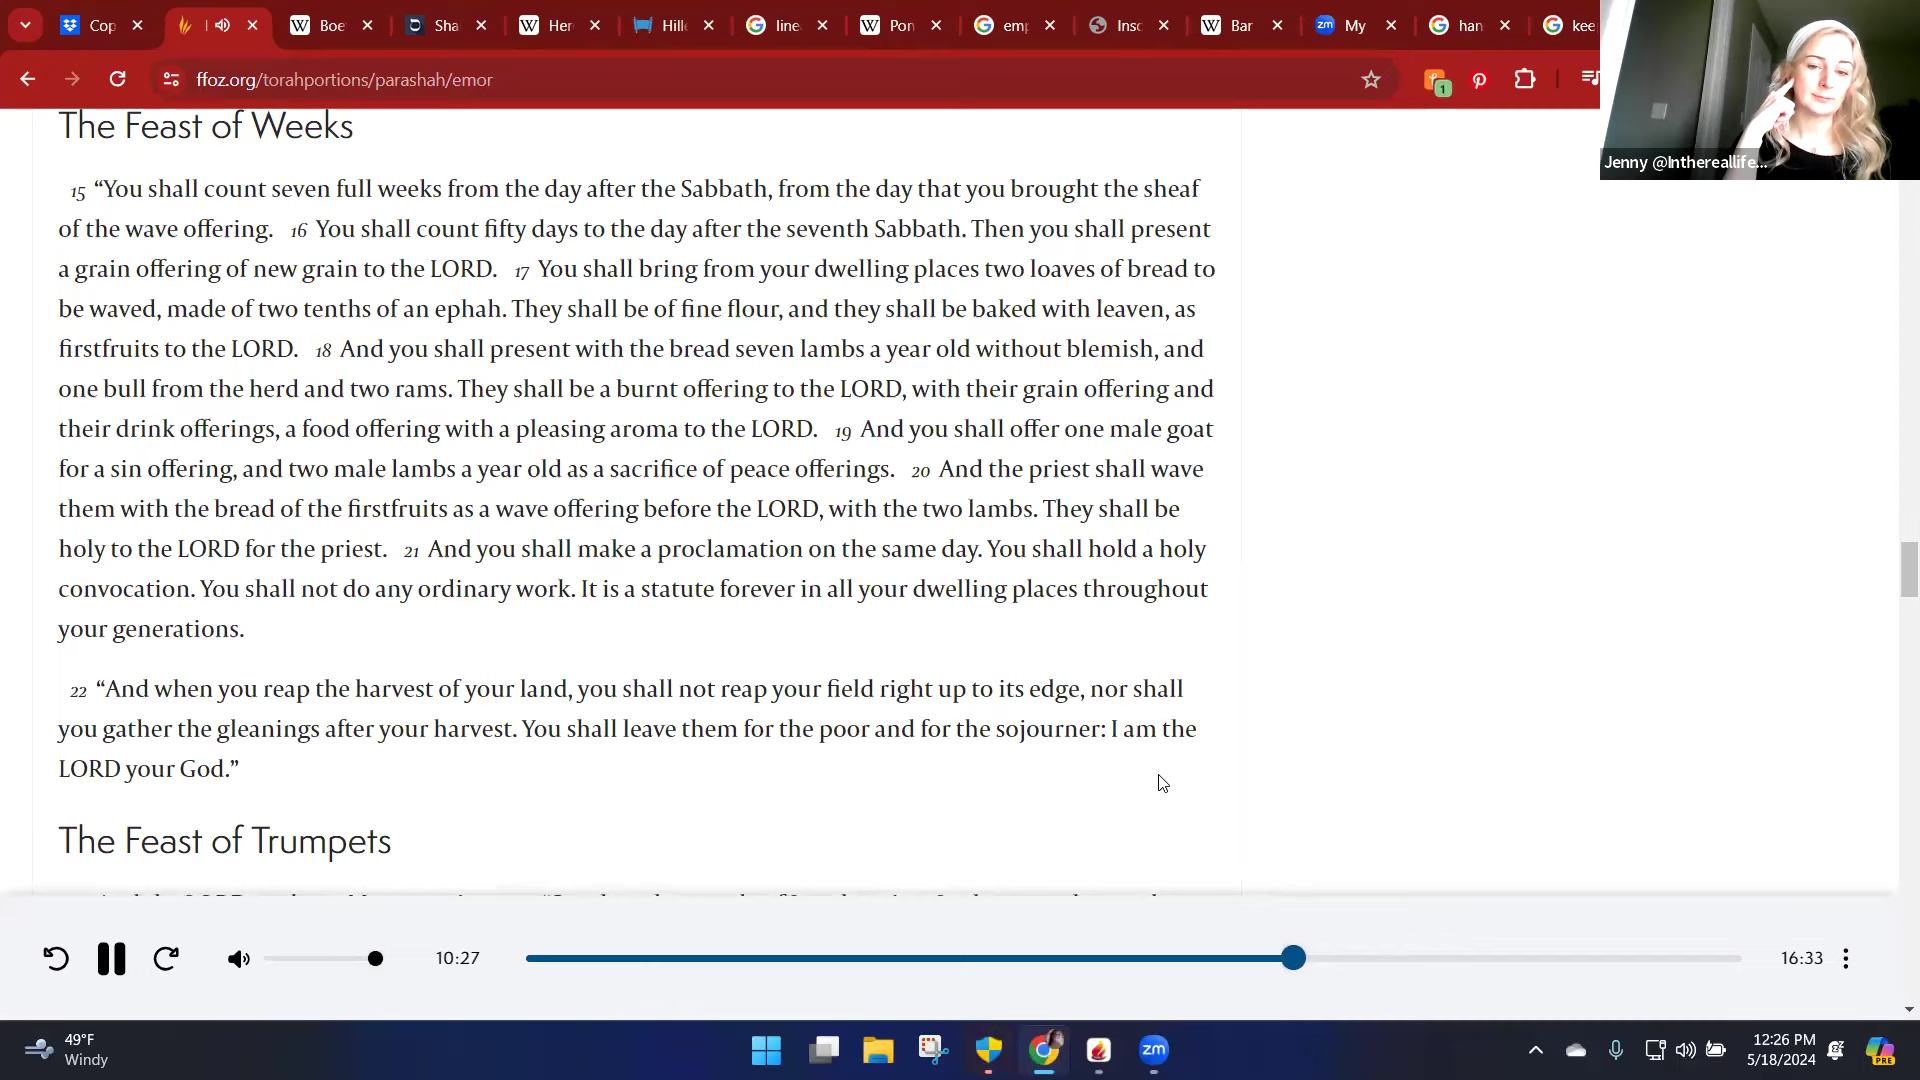 Cop
Boe
Sha
Her
Hille
line
Pon
emp
Insc
Bar
My
han
kee
ffoz.org/torahportions/parashah/emor
1
Jenny @Inthereallife...
The Feast of Weeks
15 “You shall count seven full weeks from the day after the Sabbath, from the day that you brought the sheaf
of the wave offering. 16 You shall count fifty days to the day after the seventh Sabbath. Then you shall present
a grain offering of new grain to the LORD. 17 You shall bring from your dwelling places two loaves of bread to
be waved, made of two tenths of an ephah. They shall be of fine flour, and they shall be baked with leaven, as
firstfruits to the LORD. 18 And you shall present with the bread seven lambs a year old without blemish, and
one bull from the herd and two rams. They shall be a burnt offering to the LORD, with their grain offering and
their drink offerings, a food offering with a pleasing aroma to the LORD. 19 And you shall offer one male goat
for a sin offering, and two male lambs a year old as a sacrifice of peace offerings. 20 And the priest shall wave
them with the bread of the firstfruits as a wave offering before the LORD, with the two lambs. They shall be
holy to the LORD for the priest. 21 And you shall make a proclamation on the same day. You shall hold a holy
convocation. You shall not do any ordinary work. It is a statute forever in all your dwelling places throughout
your generations.
22 “And when you reap the harvest of your land, you shall not reap your field right up to its edge, nor shall
you gather the gleanings after your harvest. You shall leave them for the poor and for the sojourner: I am the
LORD your God.”
The Feast of Trumpets
10:27
16:33
49°F
Windy
zm
12:26 PM
5/18/2024
PRE